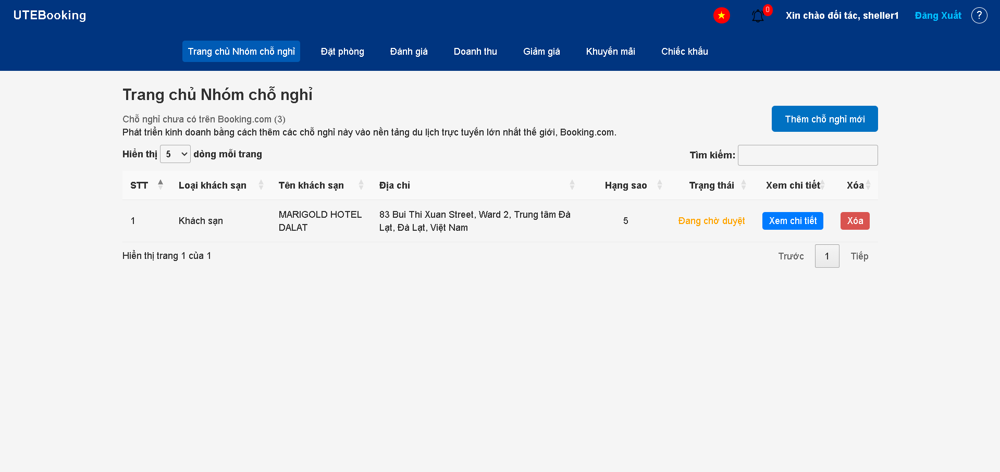 UTEBooking
0
Xin chào đối tác, sheller1
Đăng Xuất
?
Trang chủ Nhóm chỗ nghỉ
Đặt phòng
Đánh giá
Doanh thu
Giảm giá
Khuyến mãi
Chiếc khấu
Trang chủ Nhóm chỗ nghỉ
Chỗ nghỉ chưa có trên Booking.com (3)
Phát triển kinh doanh bằng cách thêm các chỗ nghỉ này vào nền tảng du lịch trực tuyến lớn nhất thế giới, Booking.com.
Thêm chỗ nghỉ mới
Hiển thị 5 dòng mỗi trang
Tìm kiếm:
STT Loại khách sạn Tên khách sạn Địa chỉ Hạng sao Trạng thái Xem chi tiết Xóa
1
Khách sạn
MARIGOLD HOTEL
DALAT
83 Bui Thi Xuan Street, Ward 2, Trung tâm Đà
Lạt, Đà Lạt, Việt Nam
5
Đang chờ duyệt
Xem chi tiết
Xóa
Hiển thị trang 1 của 1
Trước 1 Tiếp